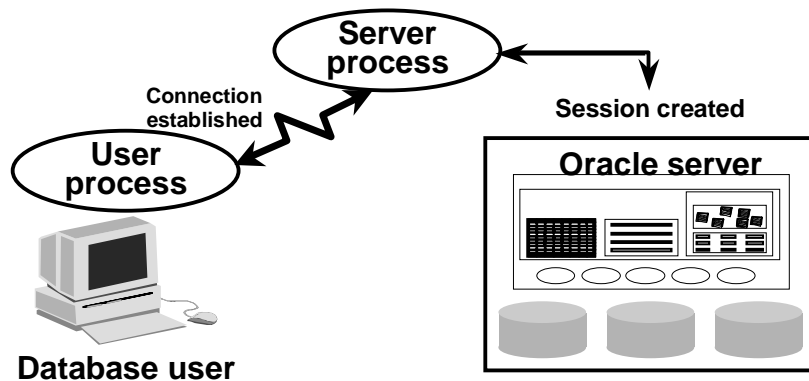 Server
process
Connection
established
Session created
User
process
Oracle server
Database user